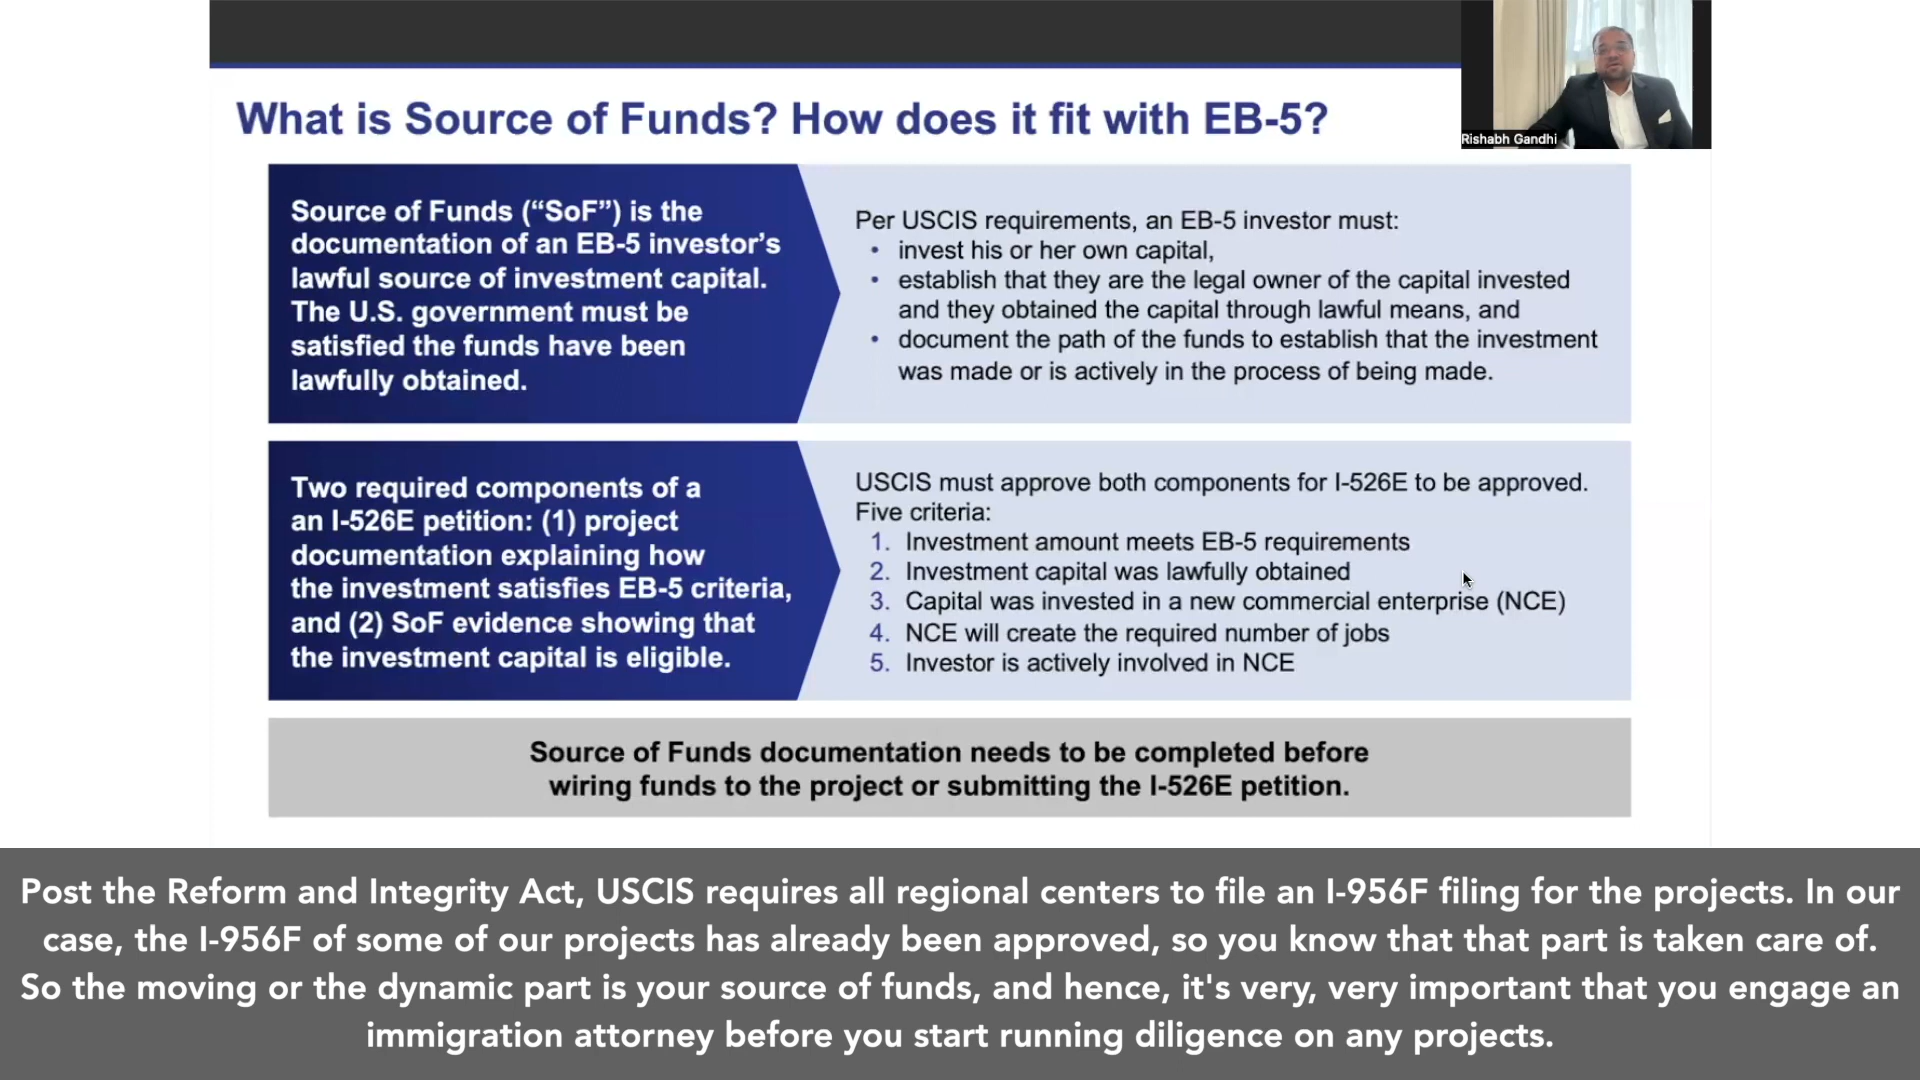 What is Source of Funds? How does it fit with EB-5?
Rishabh Gandhi
Source of Funds (“SoF”) is the
documentation of an EB-5 investor’s
lawful source of investment capital.
The U.S. government must be
satisfied the funds have been
lawfully obtained.
Per USCIS requirements, an EB-5 investor must:
• invest his or her own capital,
• establish that they are the legal owner of the capital invested
and they obtained the capital through lawful means, and
• document the path of the funds to establish that the investment
was made or is actively in the process of being made.
Two required components of a
an I-526E petition: (1) project
documentation explaining how
the investment satisfies EB-5 criteria,
and (2) SoF evidence showing that
the investment capital is eligible.
USCIS must approve both components for I-526E to be approved.
Five criteria:
1. Investment amount meets EB-5 requirements
2. Investment capital was lawfully obtained
3. Capital was invested in a new commercial enterprise (NCE)
4. NCE will create the required number of jobs
5. Investor is actively involved in NCE
Source of Funds documentation needs to be completed before
wiring funds to the project or submitting the I-526E petition.
Post the Reform and Integrity Act, USCIS requires all regional centers to file an I-956F filing for the projects. In our
case, the I-956F of some of our projects has already been approved, so you know that that part is taken care of.
So the moving or the dynamic part is your source of funds, and hence, it's very, very important that you engage an
immigration attorney before you start running diligence on any projects.